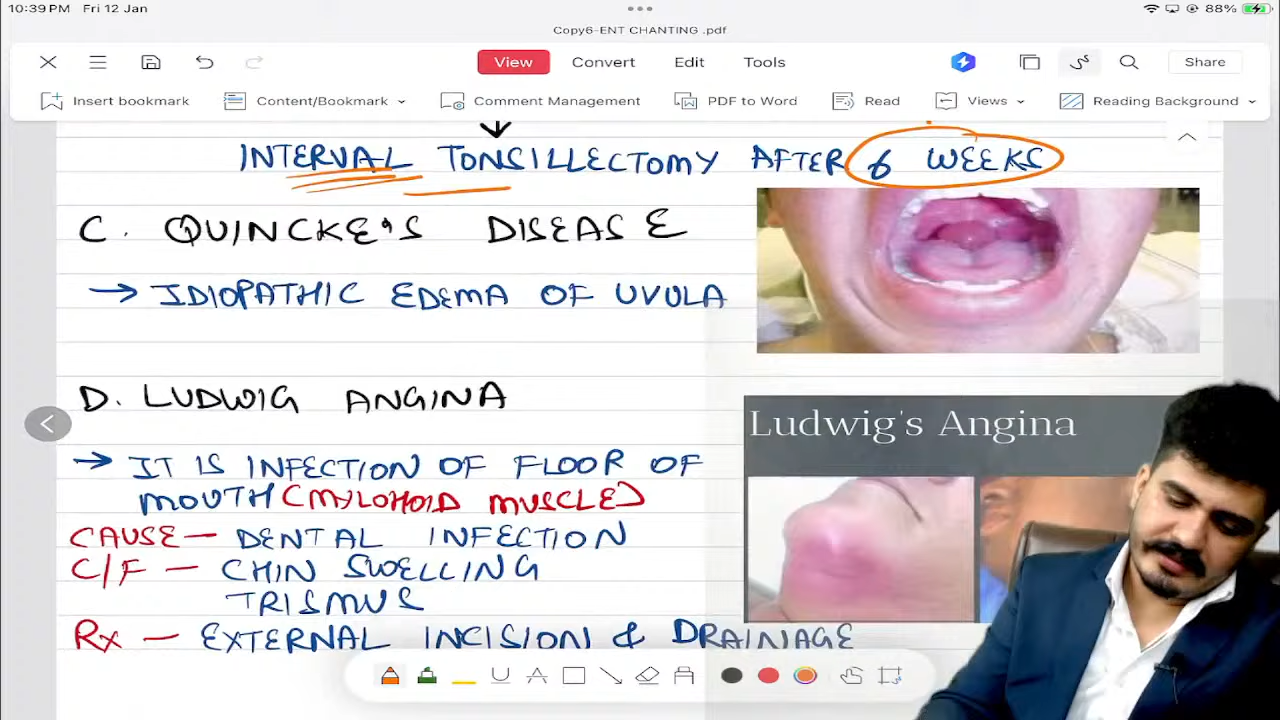 10:39 PM Fri 12 Jan
88%
Copy6-ENT CHANTING .pdf
View Convert Edit Tools
Share
Insert bookmark Content/Bookmark Comment Management PDF to Word Read Views Reading Background
INTERVAL TONSILLECTOMY AFTER 6 WEEKS
C. QUINCKE'S DISEASE
→ IDIOPATHIC EDEMA OF UVULA
D. LUDWIG ANGINA
Ludwig's Angina
→ IT IS INFECTION OF FLOOR OF
MOUTH (MYLOHOID MUSCLE)
CAUSE - DENTAL INFECTION
C/F - CHIN SWELLING
TRISMUS
Rx - EXTERNAL INCISION & DRAINAGE